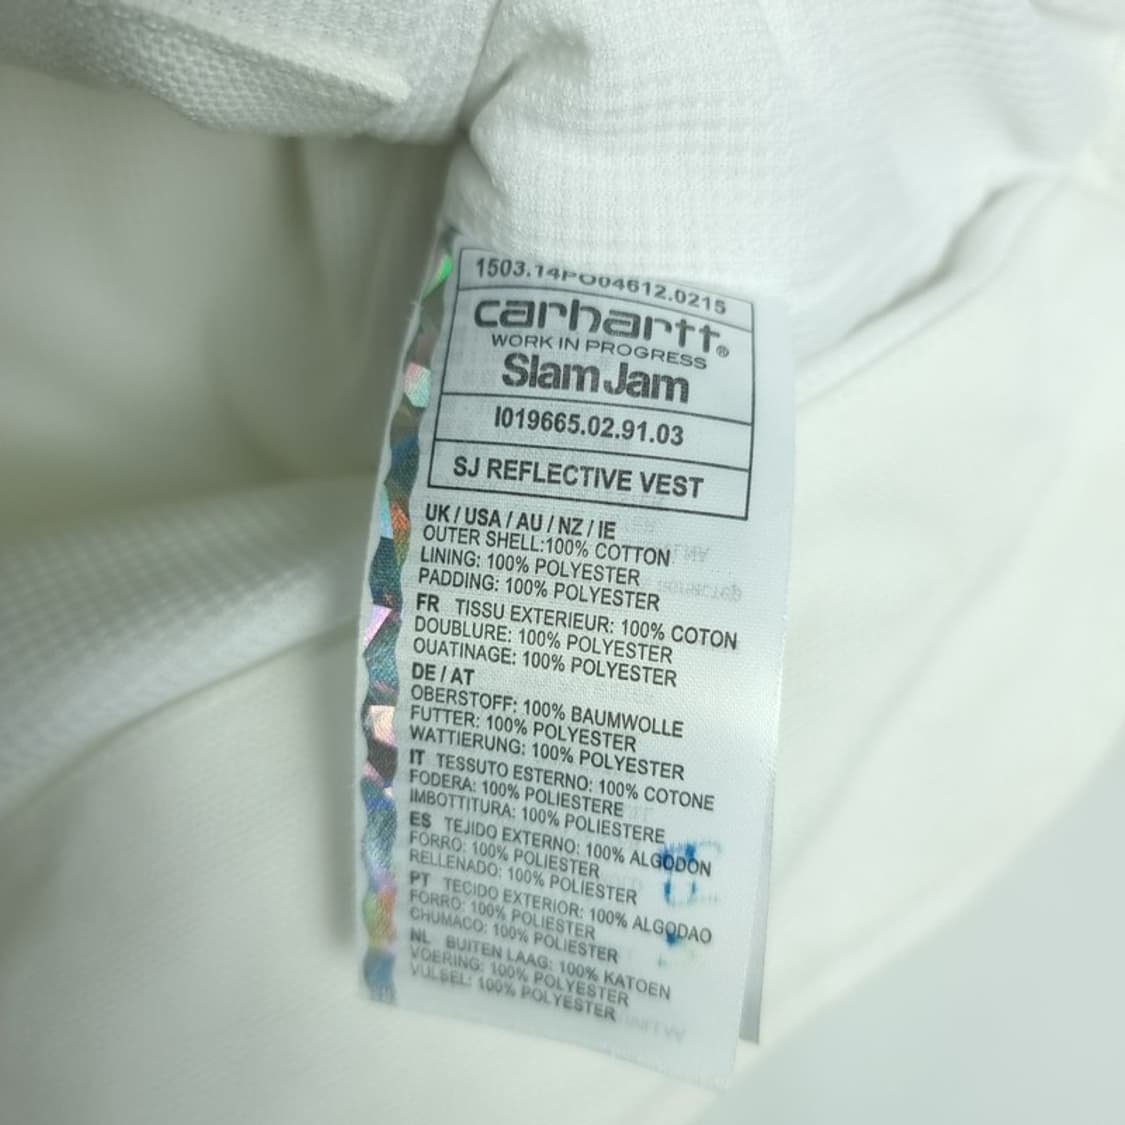 1503.14PO04612.0215
carhartt®
WORK IN PROGRESS
Slam Jam
I019665.02.91.03
SJ REFLECTIVE VEST
UK / USA / AU / NZ / IE
OUTER SHELL:100% COTTON
LINING: 100% POLYESTER
PADDING: 100% POLYESTER
FR TISSU EXTERIEUR: 100% COTON
DOUBLURE: 100% POLYESTER
OUATINAGE: 100% POLYESTER
DE / AT
OBERSTOFF: 100% BAUMWOLLE
FUTTER: 100% POLYESTER
WATTIERUNG: 100% POLYESTER
IT TESSUTO ESTERNO: 100% COTONE
FODERA: 100% POLIESTERE
IMBOTTITURA: 100% POLIESTERE
ES TEJIDO EXTERNO: 100% ALGODON
FORRO: 100% POLIESTER
RELLENADO: 100% POLIESTER
PT TECIDO EXTERIOR: 100% ALGODAO
FORRO: 100% POLIESTER
CHUMACO: 100% POLIESTER
NL BUITEN LAAG: 100% KATOEN
VOERING: 100% POLYESTER
VULSEL: 100% POLYESTER